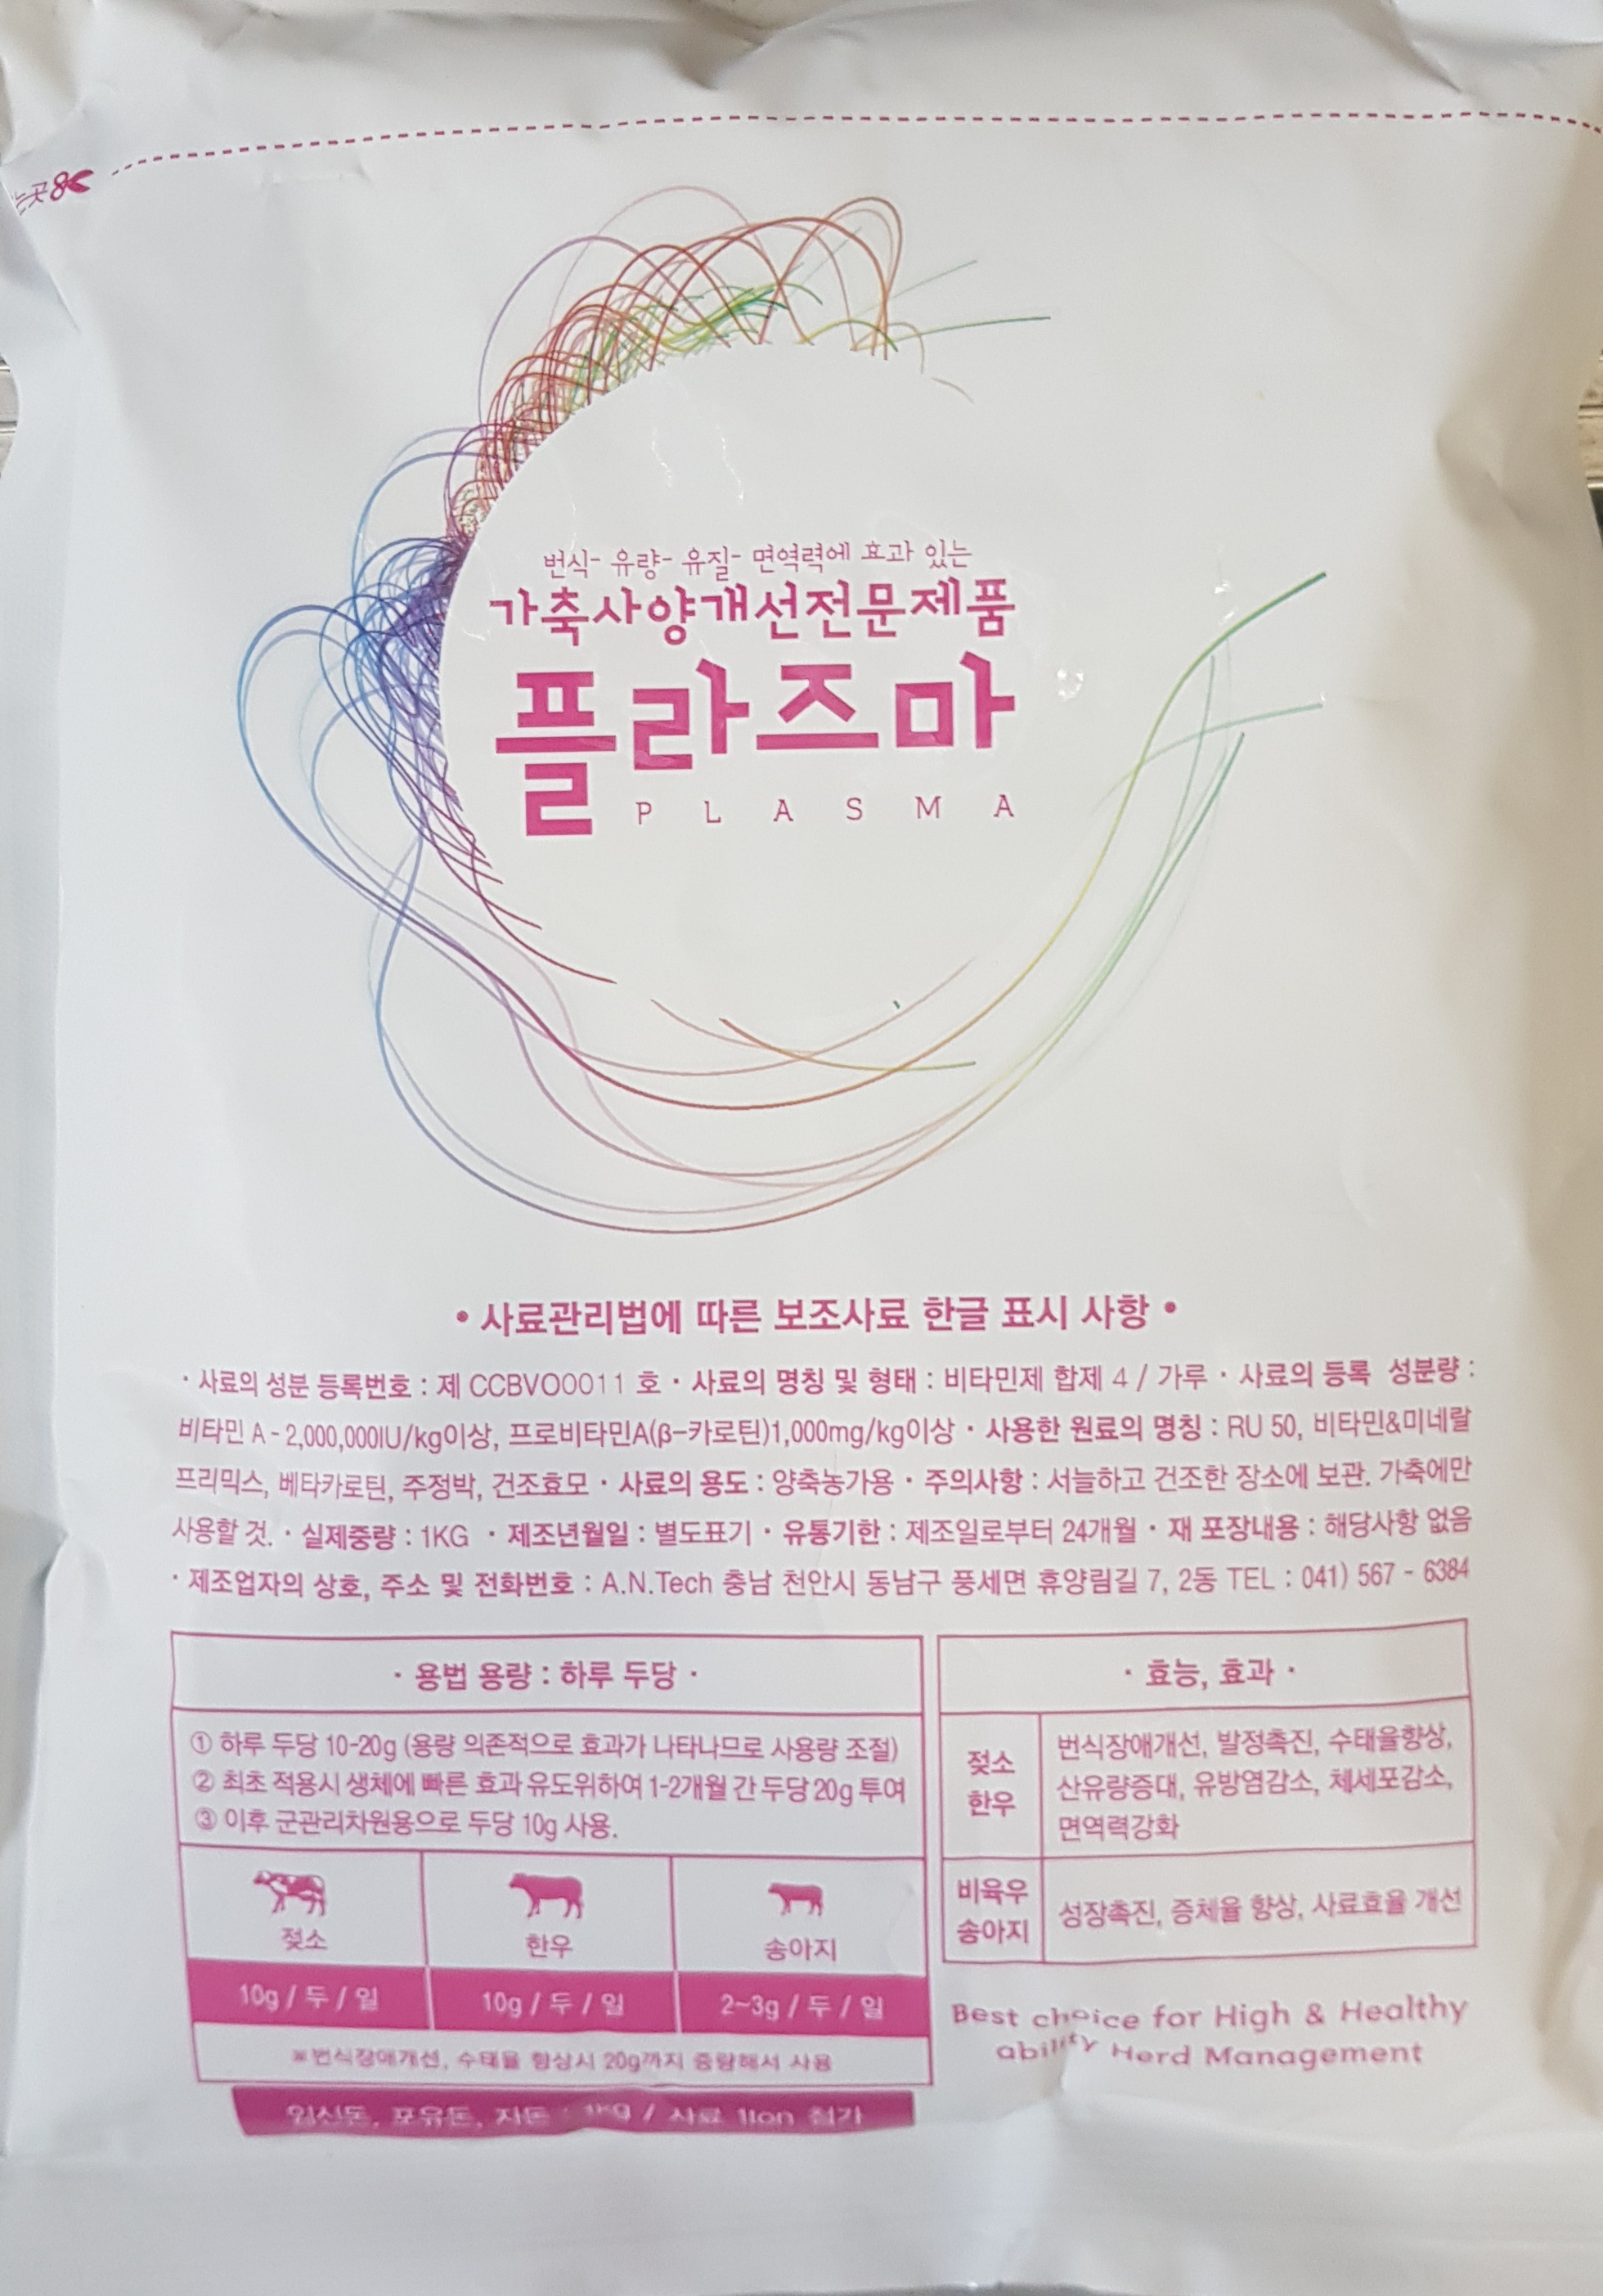 는곳
번식- 유량- 유질- 면역력에 효과 있는
가축사양개선전문제품
플라즈마
PLASMA
• 사료관리법에 따른 보조사료 한글 표시 사항 •
· 사료의 성분 등록번호 : 제 CCBVO0011 호 · 사료의 명칭 및 형태 : 비타민제 합제 4 / 가루 · 사료의 등록 성분량 :
비타민 A - 2,000,000IU/kg이상, 프로비타민A(β-카로틴)1,000mg/kg이상 · 사용한 원료의 명칭 : RU 50, 비타민&미네랄
프리믹스, 베타카로틴, 주정박, 건조효모 · 사료의 용도 : 양축농가용 · 주의사항 : 서늘하고 건조한 장소에 보관. 가축에만
사용할 것. · 실제중량 : 1KG · 제조년월일 : 별도표기 · 유통기한 : 제조일로부터 24개월 · 재 포장내용 : 해당사항 없음
· 제조업자의 상호, 주소 및 전화번호 : A.N.Tech 충남 천안시 동남구 풍세면 휴양림길 7, 2동 TEL : 041) 567 - 6384
· 용법 용량 : 하루 두당 ·
① 하루 두당 10-20g (용량 의존적으로 효과가 나타나므로 사용량 조절)
② 최초 적용시 생체에 빠른 효과 유도위하여 1-2개월 간 두당 20g 투여
③ 이후 군관리차원용으로 두당 10g 사용.
젖소 한우 송아지
10g / 두 / 일 10g / 두 / 일 2~3g / 두 / 일
※번식장애개선, 수태율 향상시 20g까지 증량해서 사용
임신돈, 포유돈, 자돈 : 1kg / 사료 1ton 첨가
· 효능, 효과 ·
젖소
한우
번식장애개선, 발정촉진, 수태율향상,
산유량증대, 유방염감소, 체세포감소,
면역력강화
비육우
송아지
성장촉진, 증체율 향상, 사료효율 개선
Best choice for High & Healthy
ability Herd Management